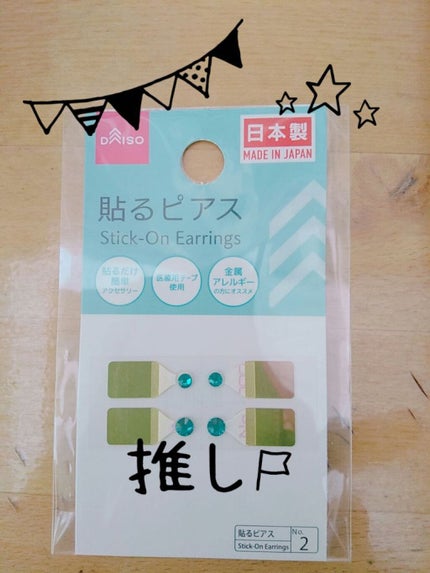 DAISO
日本製
MADE IN JAPAN
貼るピアス
Stick-On Earrings
貼るだけ
簡単
アクセサリー
医療用テープ
使用
金属
アレルギー
の方にオススメ
推し
貼るピアス
Stick-On Earrings
No.
2